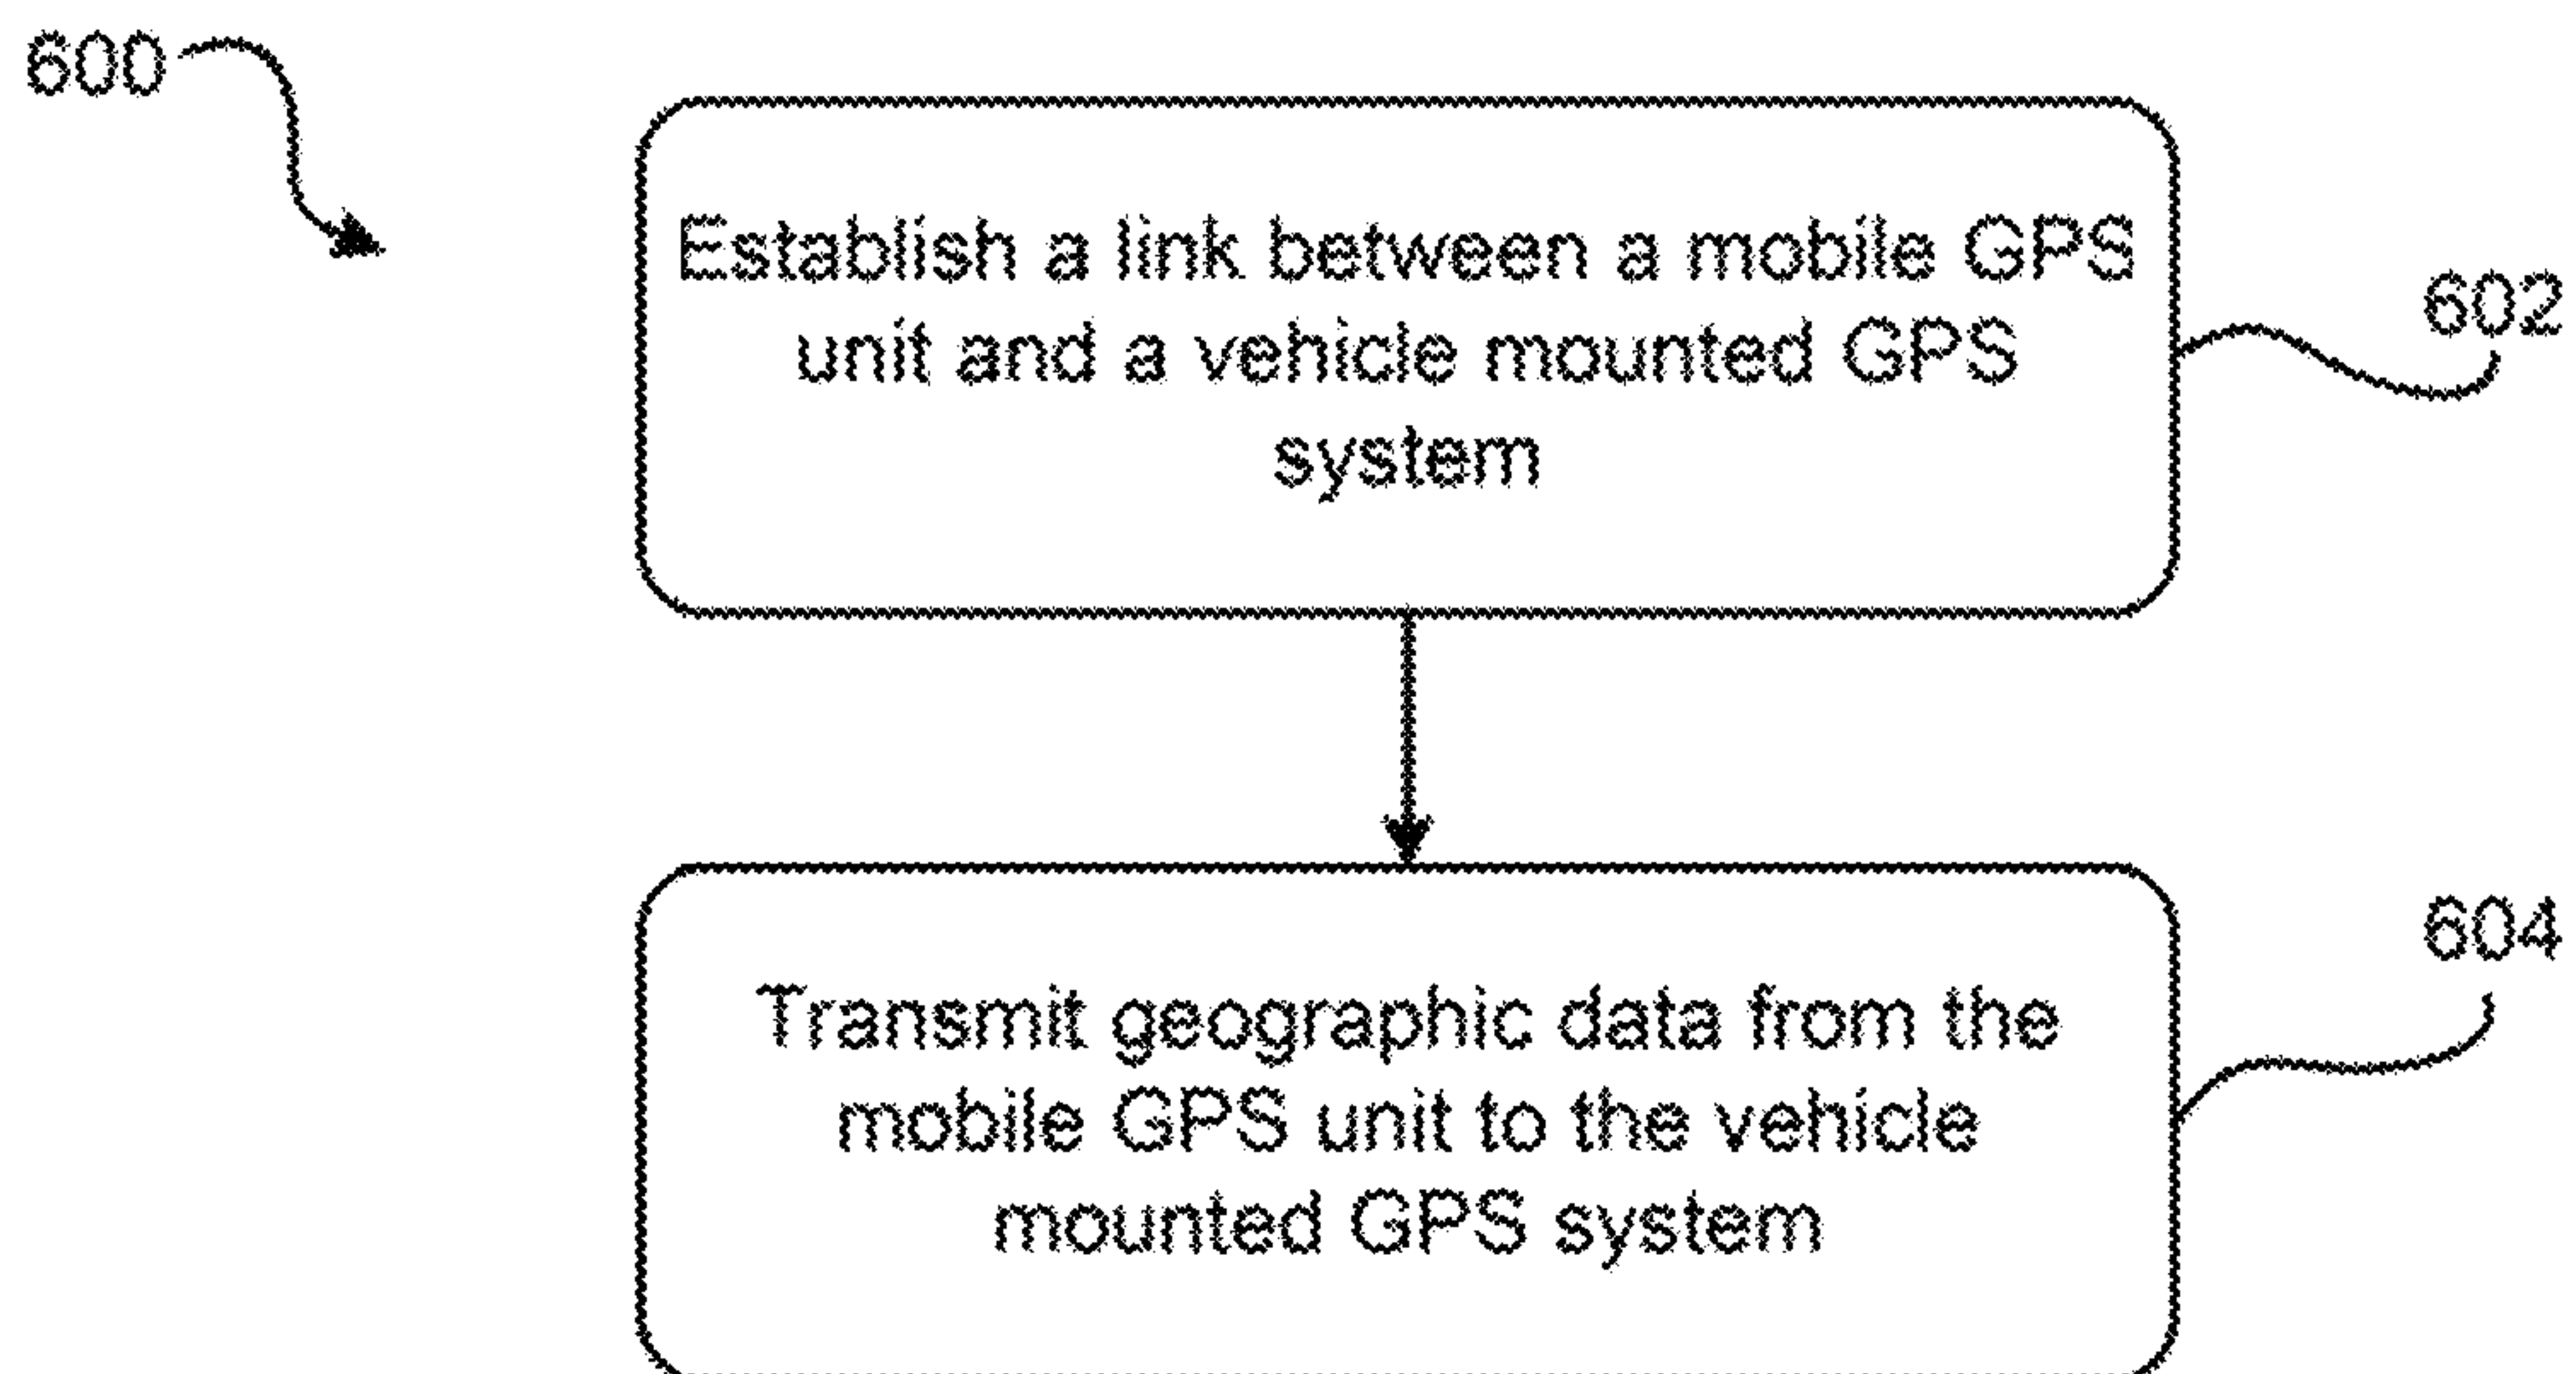 600
Establish a link between a mobile GPS
unit and a vehicle mounted GPS
system
602
604
Transmit geographic data from the
mobile GPS unit to the vehicle
mounted GPS system